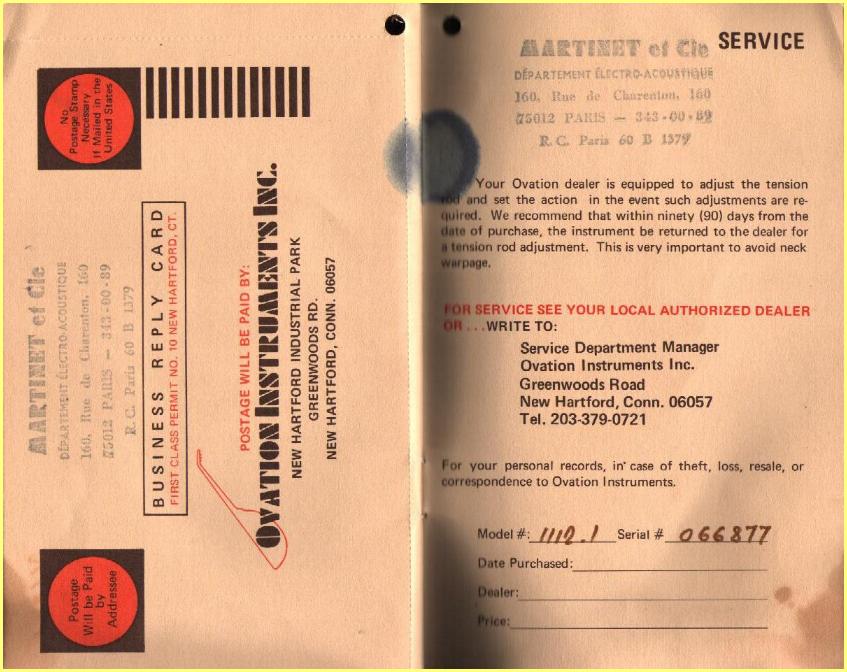 No
Postage Stamp
Necessary
If Mailed in the
United States
MARTINET et Cie
DÉPARTEMENT ÉLECTRO-ACOUSTIQUE
160, Rue de Charenton, 160
75012 PARIS — 343-00-89
R. C. Paris 60 B 1379
BUSINESS REPLY CARD
FIRST CLASS PERMIT NO. 10 NEW HARTFORD, CT.
POSTAGE WILL BE PAID BY:
OVATION INSTRUMENTS INC.
NEW HARTFORD INDUSTRIAL PARK
GREENWOODS RD.
NEW HARTFORD, CONN. 06057
Postage
Will be Paid
by
Addressee
SERVICE
MARTINET et Cie
DÉPARTEMENT ÉLECTRO-ACOUSTIQUE
160, Rue de Charenton, 160
75012 PARIS — 343-00-89
R. C. Paris 60 B 1379
Your Ovation dealer is equipped to adjust the tension
rod and set the action in the event such adjustments are re-
quired. We recommend that within ninety (90) days from the
date of purchase, the instrument be returned to the dealer for
a tension rod adjustment. This is very important to avoid neck
warpage.
FOR SERVICE SEE YOUR LOCAL AUTHORIZED DEALER
OR . . . WRITE TO:
Service Department Manager
Ovation Instruments Inc.
Greenwoods Road
New Hartford, Conn. 06057
Tel. 203-379-0721
For your personal records, in case of theft, loss, resale, or
correspondence to Ovation Instruments.
Model #: 1112.1 Serial # 066877
Date Purchased:
Dealer:
Price: